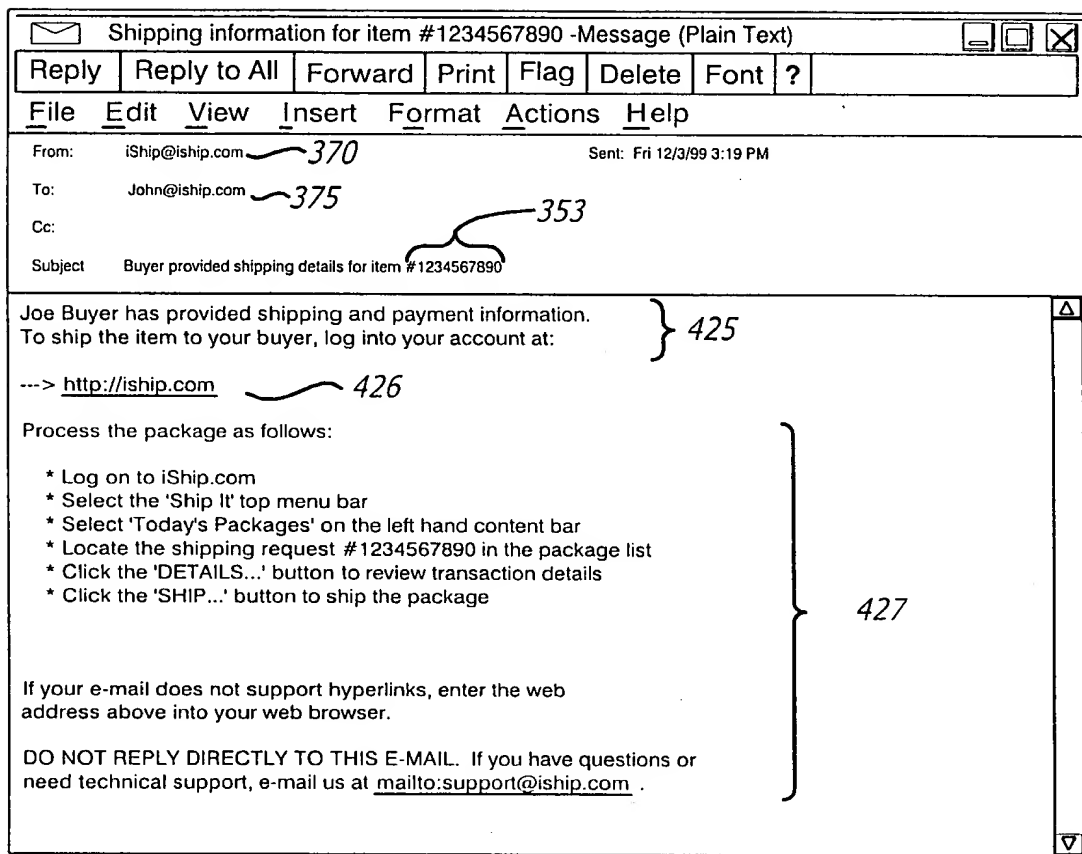 Shipping information for item #1234567890 -Message (Plain Text)
Reply Reply to All Forward Print Flag Delete Font ?
File Edit View Insert Format Actions Help
From: iShip@iship.com 370 Sent: Fri 12/3/99 3:19 PM
To: John@iship.com 375
Cc: 353
Subject Buyer provided shipping details for item #1234567890
Joe Buyer has provided shipping and payment information.
To ship the item to your buyer, log into your account at: 425
---> http://iship.com 426
Process the package as follows:
* Log on to iShip.com
* Select the 'Ship It' top menu bar
* Select 'Today's Packages' on the left hand content bar
* Locate the shipping request #1234567890 in the package list
* Click the 'DETAILS...' button to review transaction details
* Click the 'SHIP...' button to ship the package
427
If your e-mail does not support hyperlinks, enter the web
address above into your web browser.
DO NOT REPLY DIRECTLY TO THIS E-MAIL. If you have questions or
need technical support, e-mail us at mailto:support@iship.com .